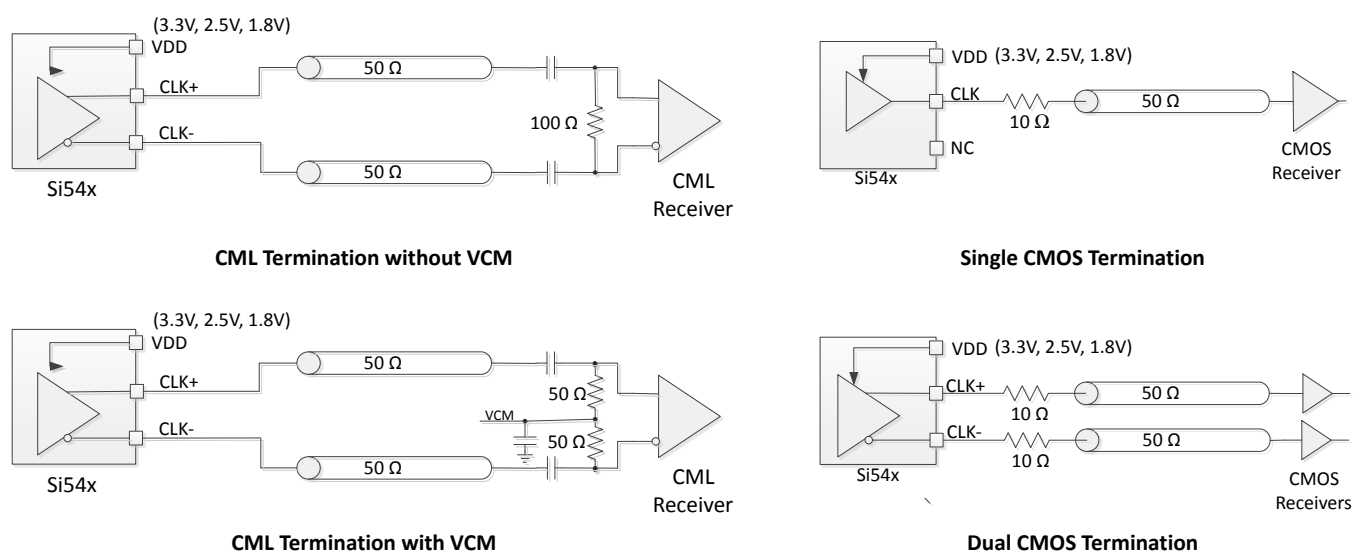 (3.3V, 2.5V, 1.8V)
VDD
CLK+
50 Ω
100 Ω
CLK-
50 Ω
Si54x
CML
Receiver
CML Termination without VCM
VDD (3.3V, 2.5V, 1.8V)
CLK
50 Ω
10 Ω
NC
CMOS
Receiver
Si54x
Single CMOS Termination
(3.3V, 2.5V, 1.8V)
VDD
CLK+
50 Ω
50 Ω
VCM
CLK-
50 Ω
50 Ω
Si54x
CML
Receiver
CML Termination with VCM
VDD (3.3V, 2.5V, 1.8V)
CLK+
50 Ω
10 Ω
CLK-
50 Ω
10 Ω
Si54x
CMOS
Receivers
Dual CMOS Termination